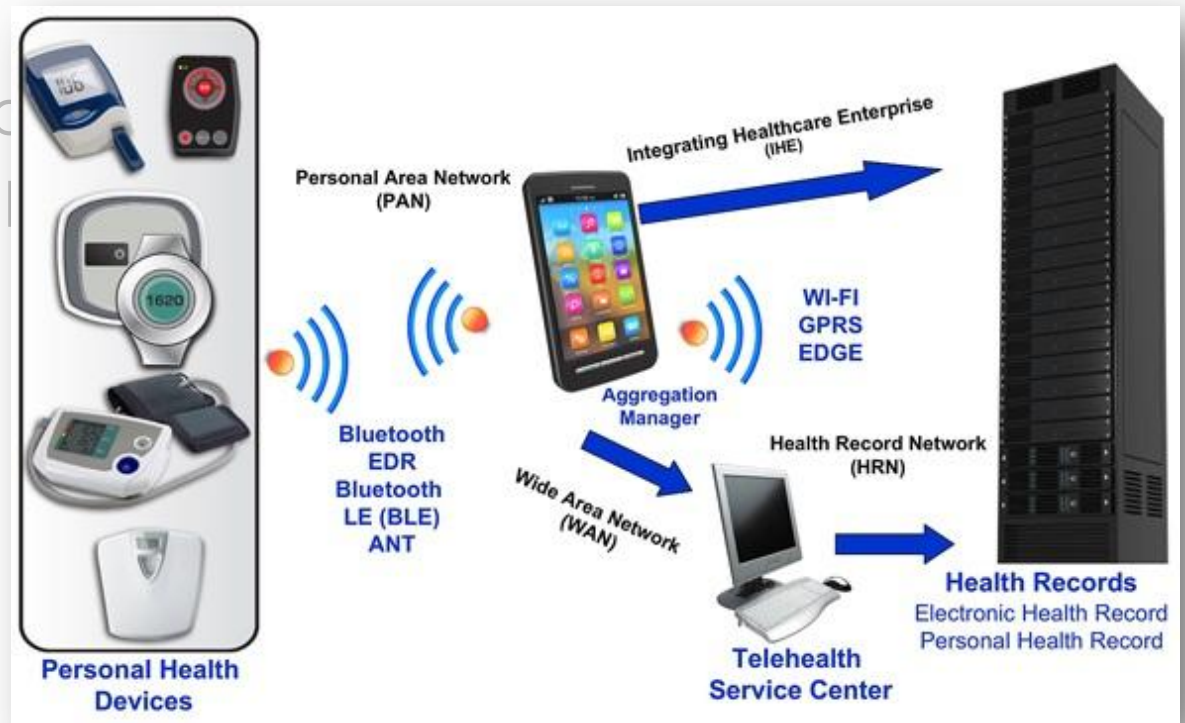 106
1620
Personal Health
Devices
Personal Area Network
(PAN)
Bluetooth
EDR
Bluetooth
LE (BLE)
ANT
Integrating Healthcare Enterprise
(IHE)
WI-FI
GPRS
EDGE
Aggregation
Manager
Wide Area Network
(WAN)
Health Record Network
(HRN)
Telehealth
Service Center
Health Records
Electronic Health Record
Personal Health Record